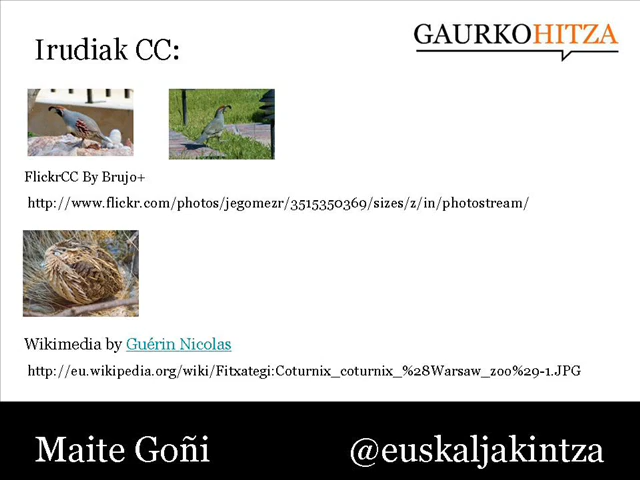 Irudiak CC:
GAURKOHITZA
FlickrCC By Brujo+
http://www.flickr.com/photos/jegomezr/3515350369/sizes/z/in/photostream/
Wikimedia by Guérin Nicolas
http://eu.wikipedia.org/wiki/Fitxategi:Coturnix_coturnix_%28Warsaw_zoo%29-1.JPG
Maite Goñi
@euskaljakintza